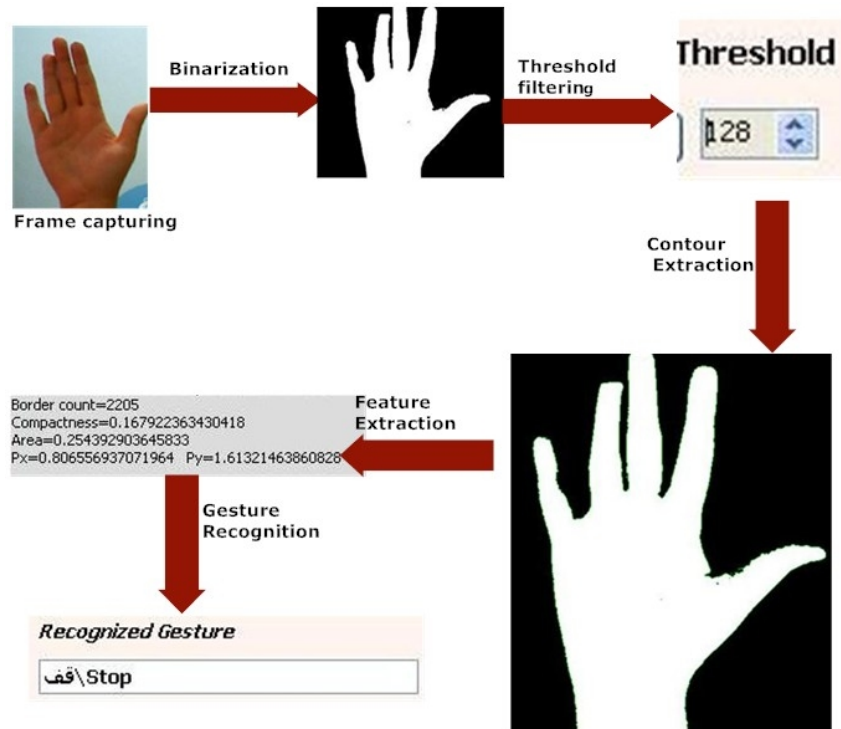 Frame capturing
Binarization
Threshold
filtering
Threshold
128
Contour
Extraction
Feature
Extraction
Border count=2205
Compactness=0.167922363430418
Area=0.254392903645833
Px=0.806556937071964 Py=1.61321463860828
Gesture
Recognition
Recognized Gesture
قف\Stop